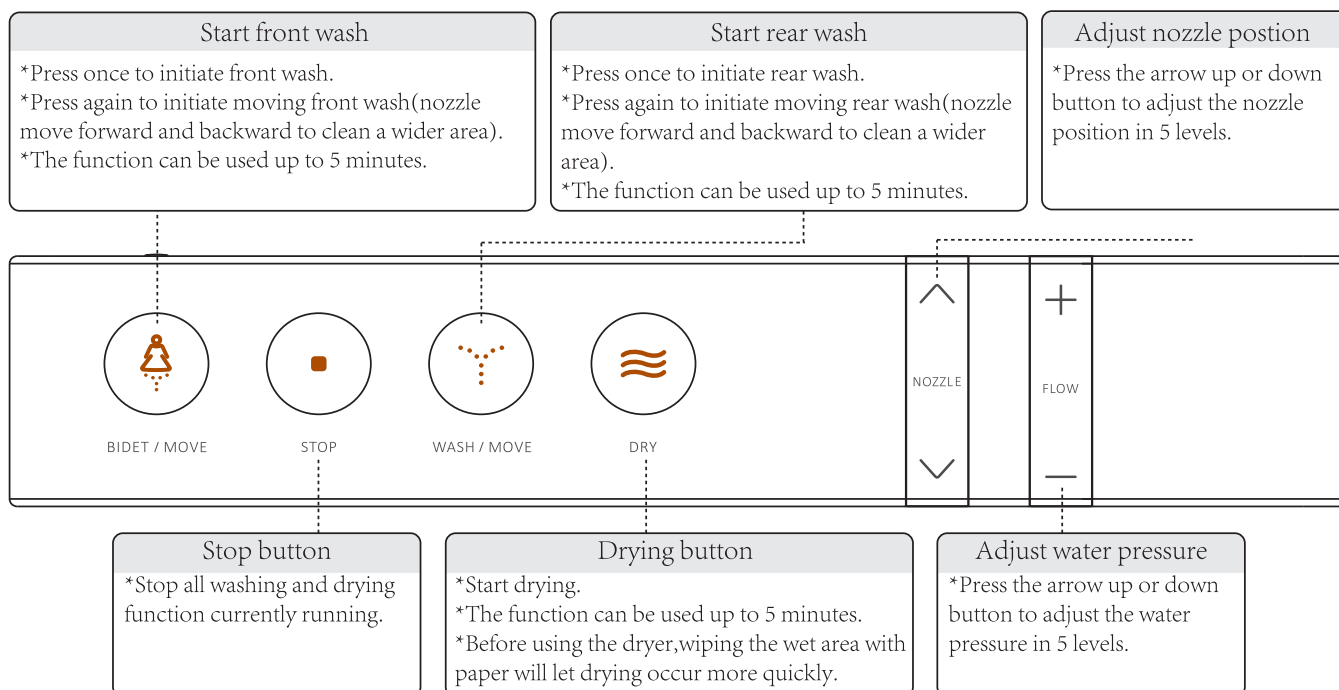 Start front wash
*Press once to initiate front wash.
*Press again to initiate moving front wash(nozzle
move forward and backward to clean a wider area).
*The function can be used up to 5 minutes.
Start rear wash
*Press once to initiate rear wash.
*Press again to initiate moving rear wash(nozzle
move forward and backward to clean a wider
area).
*The function can be used up to 5 minutes.
Adjust nozzle postion
*Press the arrow up or down
button to adjust the nozzle
position in 5 levels.
BIDET / MOVE
STOP
WASH / MOVE
DRY
NOZZLE
FLOW
Stop button
*Stop all washing and drying
function currently running.
Drying button
*Start drying.
*The function can be used up to 5 minutes.
*Before using the dryer,wiping the wet area with
paper will let drying occur more quickly.
Adjust water pressure
*Press the arrow up or down
button to adjust the water
pressure in 5 levels.